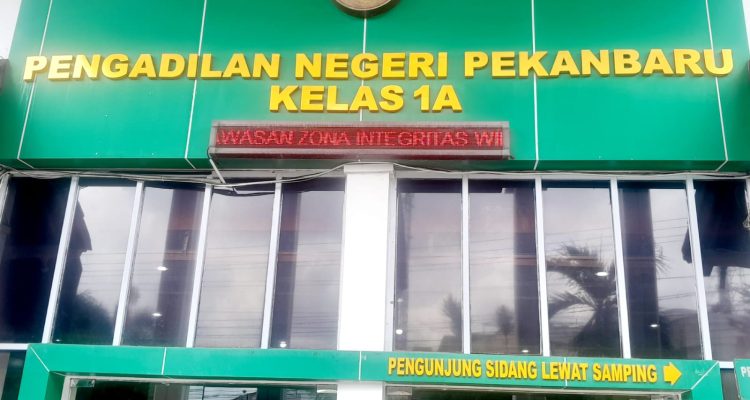 PENGADILAN NEGERI PEKANBARU
KELAS 1A
WASAN ZONA INTEGRITAS WI
PENGUNJUNG SIDANG LEWAT SAMPING →